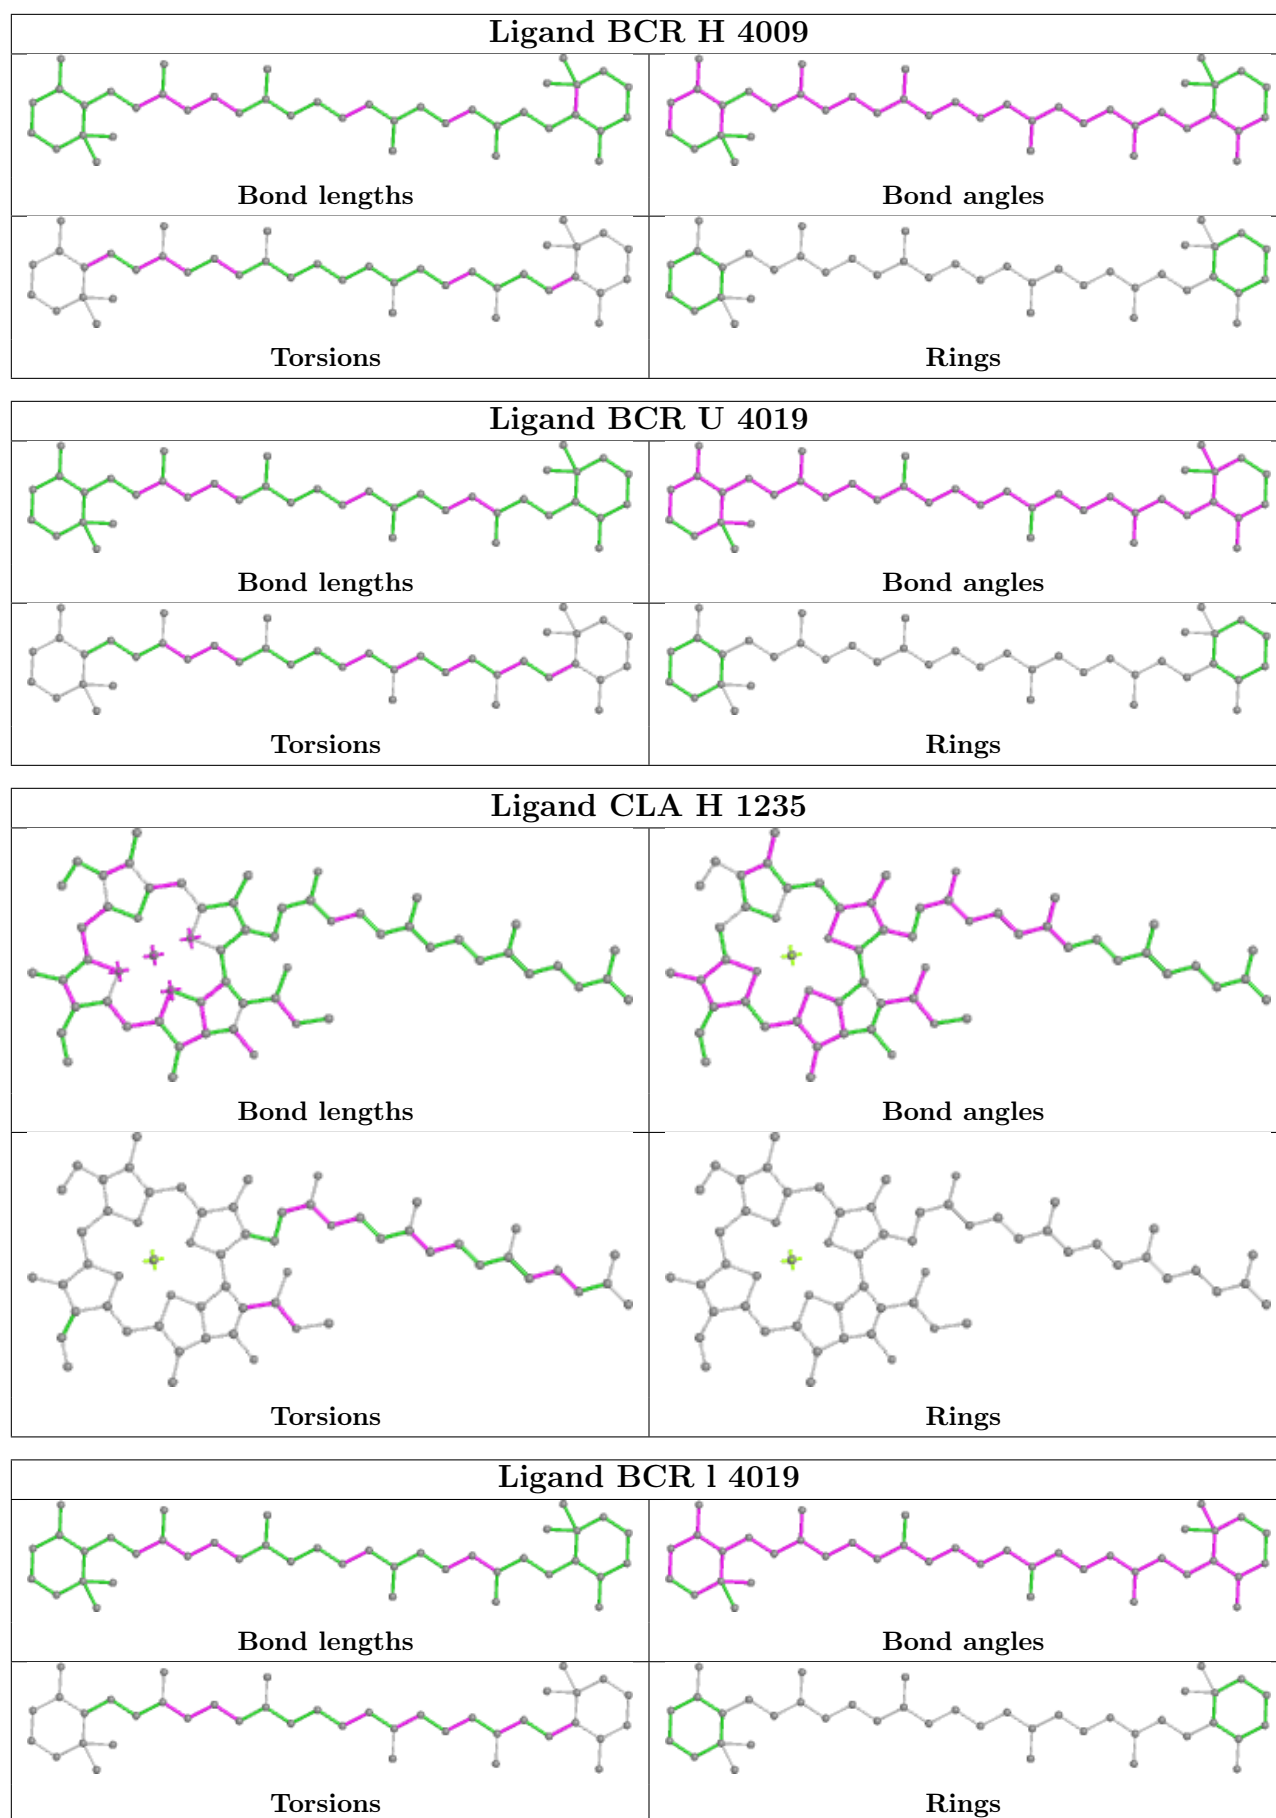 Ligand BCR H 4009
Bond lengths
Bond angles
Torsions
Rings
Ligand BCR U 4019
Bond lengths
Bond angles
Torsions
Rings
Ligand CLA H 1235
Bond lengths
Bond angles
Torsions
Rings
Ligand BCR l 4019
Bond lengths
Bond angles
Torsions
Rings